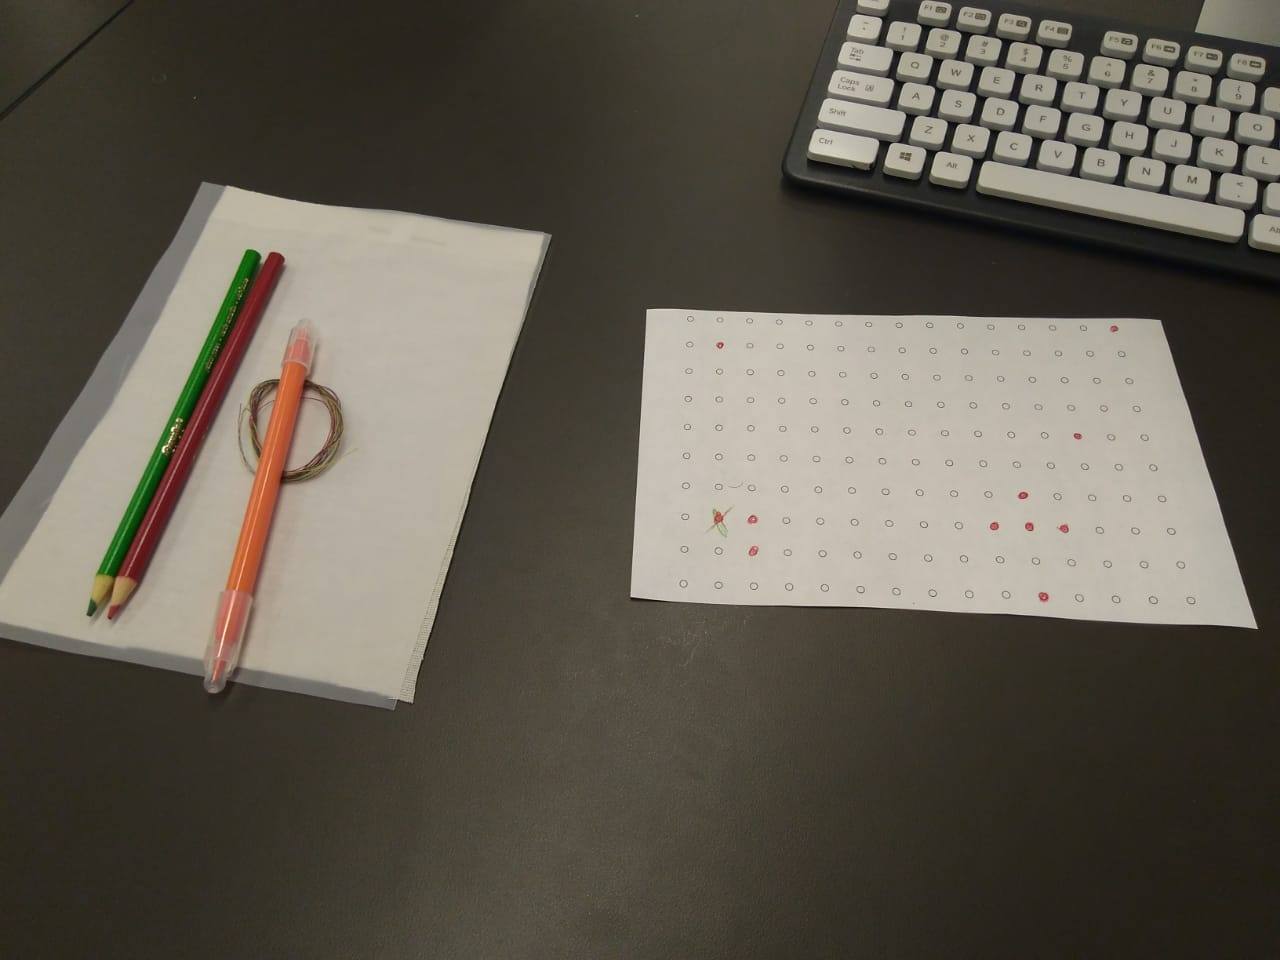 F1 F2 F3 F4 F5 F6 F7 F8
~ ! 1 @ 2 # 3 $ 4 % 5 ^ 6 & 7 * 8 ( 9
Tab Q W E R T Y U I O
Caps Lock A A S D F G H J K L
Shift Z X C V B N M < ,
Ctrl Alt Alt